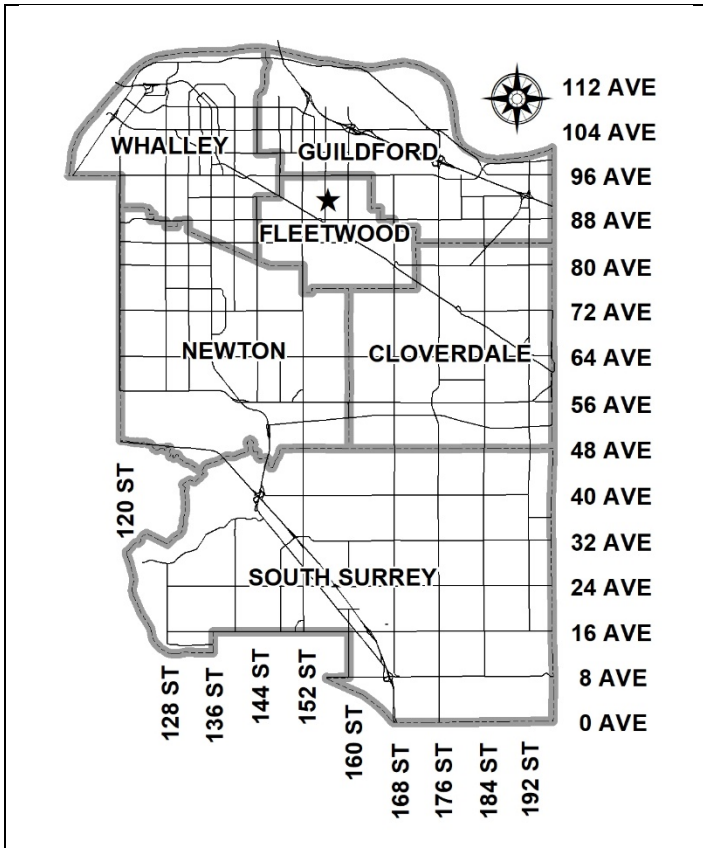 112 AVE
104 AVE
WHALLEY
GUILDFORD
96 AVE
88 AVE
FLEETWOOD
80 AVE
72 AVE
NEWTON
CLOVERDALE
64 AVE
56 AVE
48 AVE
120 ST
40 AVE
32 AVE
SOUTH SURREY
24 AVE
16 AVE
8 AVE
0 AVE
128 ST
136 ST
144 ST
152 ST
160 ST
168 ST
176 ST
184 ST
192 ST